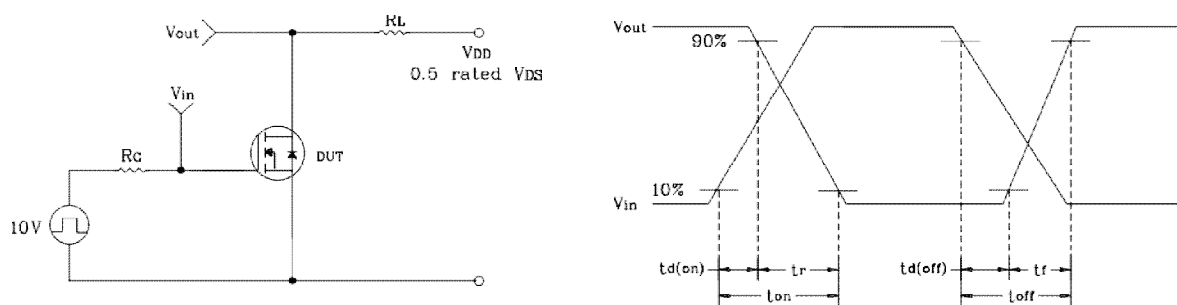 Vout
RL
VDD
0.5 rated VDS
Vin
RG
DUT
10V
Vout
90%
10%
Vin
td(on)
tr
td(off)
tf
ton
toff